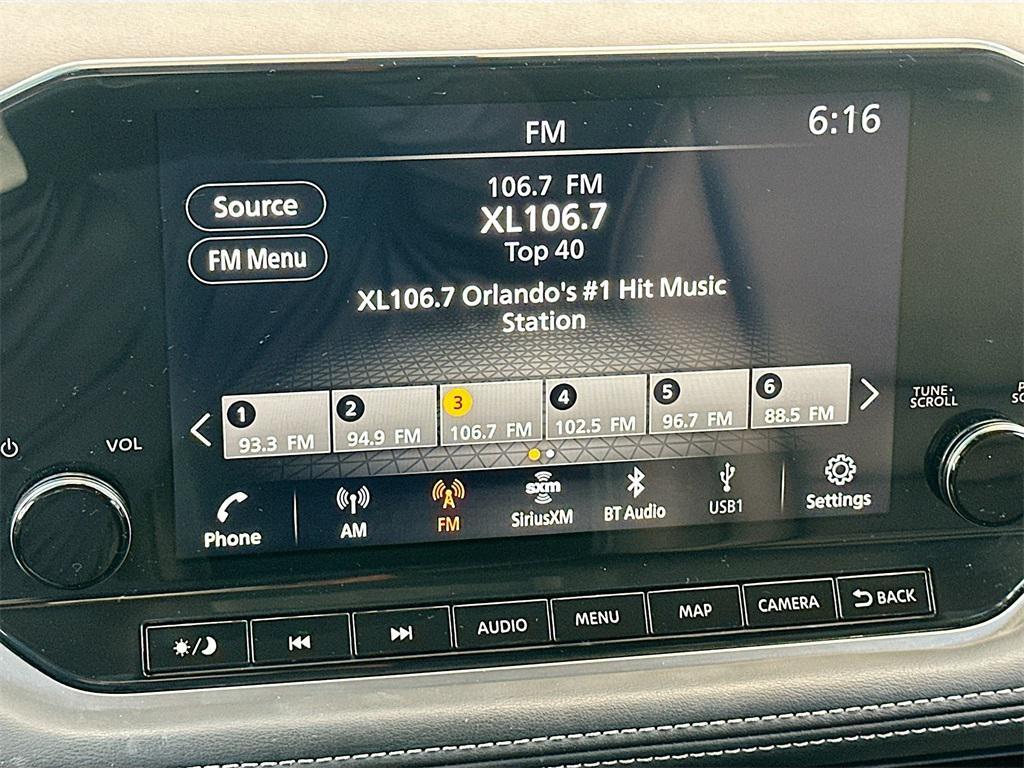 FM
6:16
Source
FM Menu
106.7 FM
XL106.7
Top 40
XL106.7 Orlando's #1 Hit Music
Station
1
93.3 FM
2
94.9 FM
3
106.7 FM
4
102.5 FM
5
96.7 FM
6
88.5 FM
VOL
TUNE·
SCROLL
Phone
AM
FM
sxm
SiriusXM
BT Audio
USB1
Settings
AUDIO
MENU
MAP
CAMERA
BACK